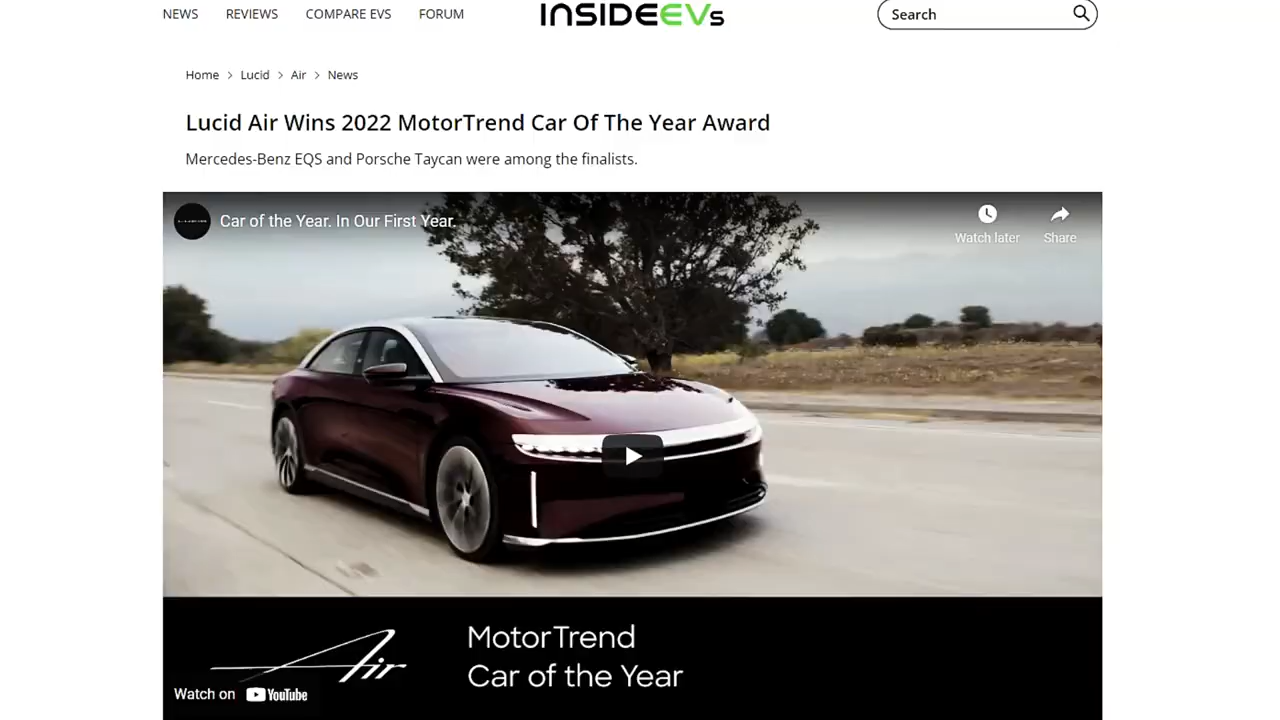 NEWS REVIEWS COMPARE EVS FORUM INSIDEEVs Search
Home > Lucid > Air > News
Lucid Air Wins 2022 MotorTrend Car Of The Year Award
Mercedes-Benz EQS and Porsche Taycan were among the finalists.
Car of the Year. In Our First Year.
Watch later Share
MotorTrend
Air
Car of the Year
Watch on YouTube